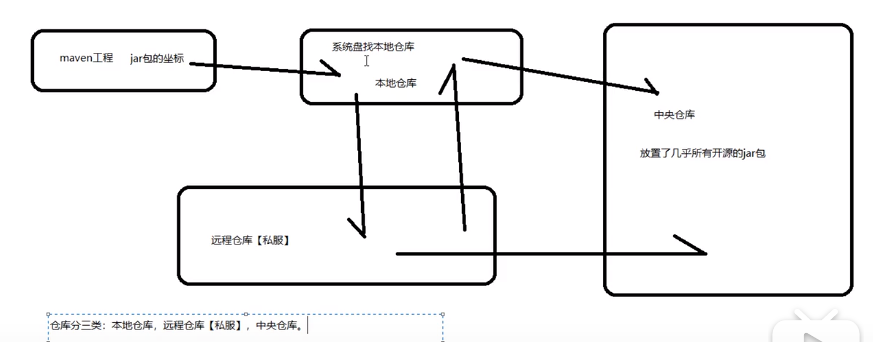 系统盘找本地仓库
maven工程 jar包的坐标
本地仓库
中央仓库
放置了几乎所有开源的jar包
远程仓库【私服】
仓库分三类：本地仓库，远程仓库【私服】，中央仓库。